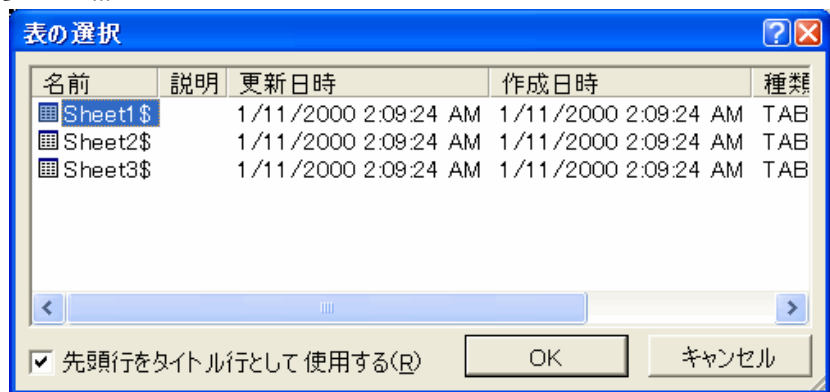 表の選択
名前 説明 更新日時 作成日時 種類
Sheet1$ 1/11/2000 2:09:24 AM 1/11/2000 2:09:24 AM TAB
Sheet2$ 1/11/2000 2:09:24 AM 1/11/2000 2:09:24 AM TAB
Sheet3$ 1/11/2000 2:09:24 AM 1/11/2000 2:09:24 AM TAB
先頭行をタイトル行として使用する(R) OK キャンセル